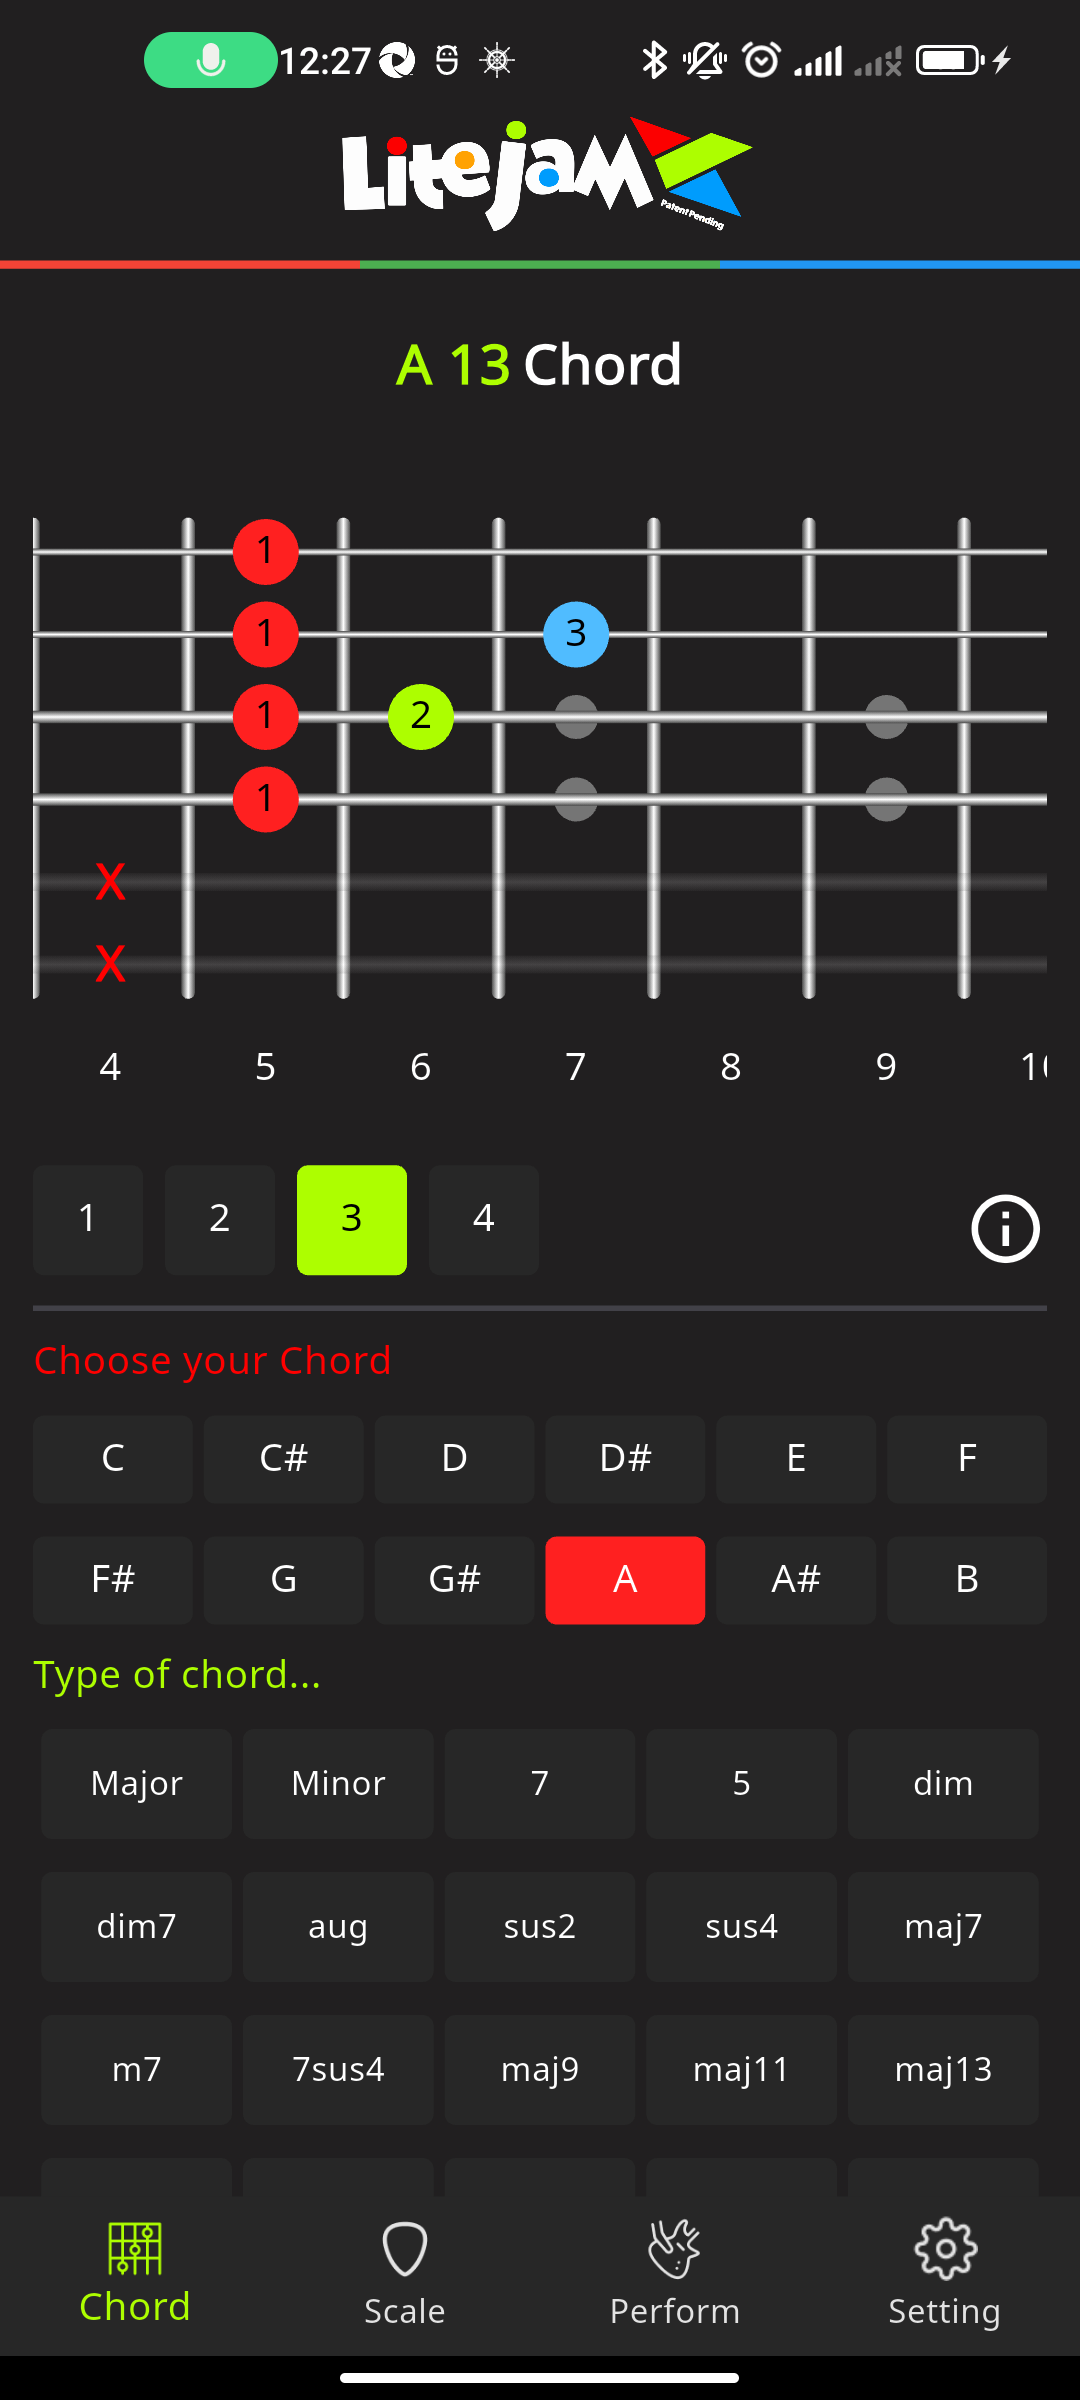 12:27
Litejam
Patent Pending
A 13 Chord
1
1 3
1 2
1
X
X
4 5 6 7 8 9 10
1 2 3 4
Choose your Chord
C C# D D# E F
F# G G# A A# B
Type of chord...
Major Minor 7 5 dim
dim7 aug sus2 sus4 maj7
m7 7sus4 maj9 maj11 maj13
Chord Scale Perform Setting